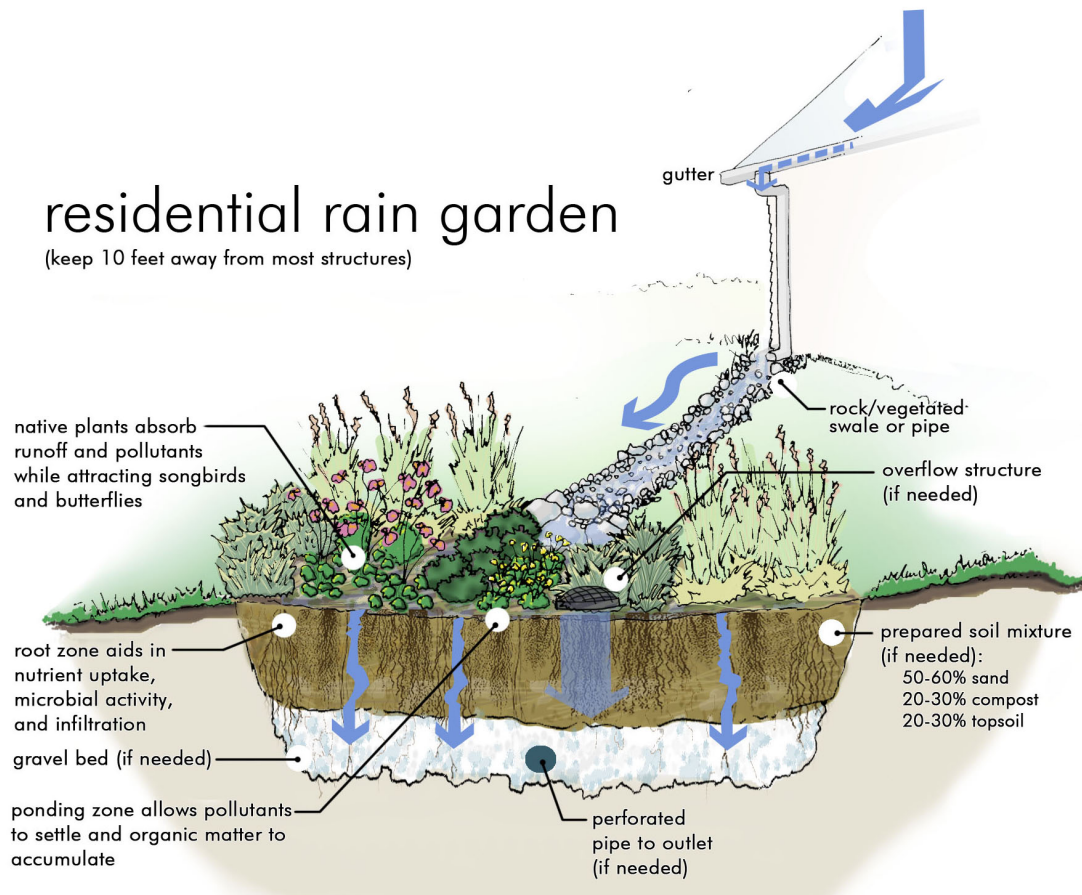 residential rain garden
(keep 10 feet away from most structures)
gutter
rock/vegetated
swale or pipe
overflow structure
(if needed)
native plants absorb
runoff and pollutants
while attracting songbirds
and butterflies
root zone aids in
nutrient uptake,
microbial activity,
and infiltration
prepared soil mixture
(if needed):
50-60% sand
20-30% compost
20-30% topsoil
gravel bed (if needed)
ponding zone allows pollutants
to settle and organic matter to
accumulate
perforated
pipe to outlet
(if needed)